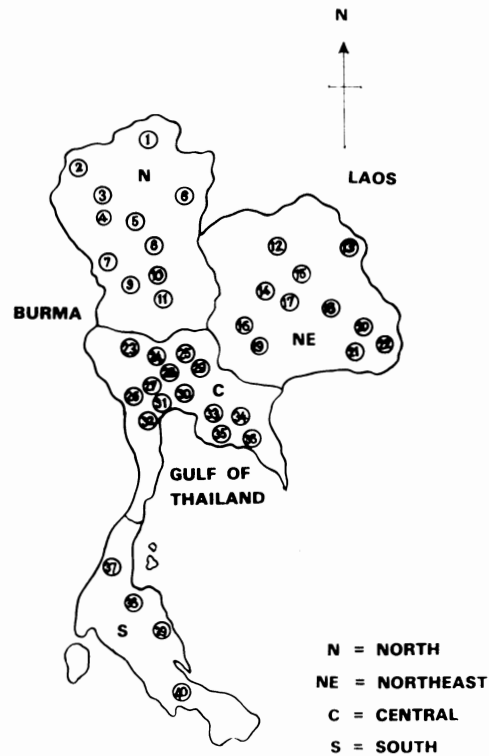 N
1
2
N
LAOS
3
6
4
5
8
12
13
7
10
15
9
14
11
17
18
BURMA
16
20
19
NE
21
22
23
24
25
29
27
30
C
31
32
33
34
35
36
GULF OF
THAILAND
37
38
S
39
40
N = NORTH
NE = NORTHEAST
C = CENTRAL
S = SOUTH